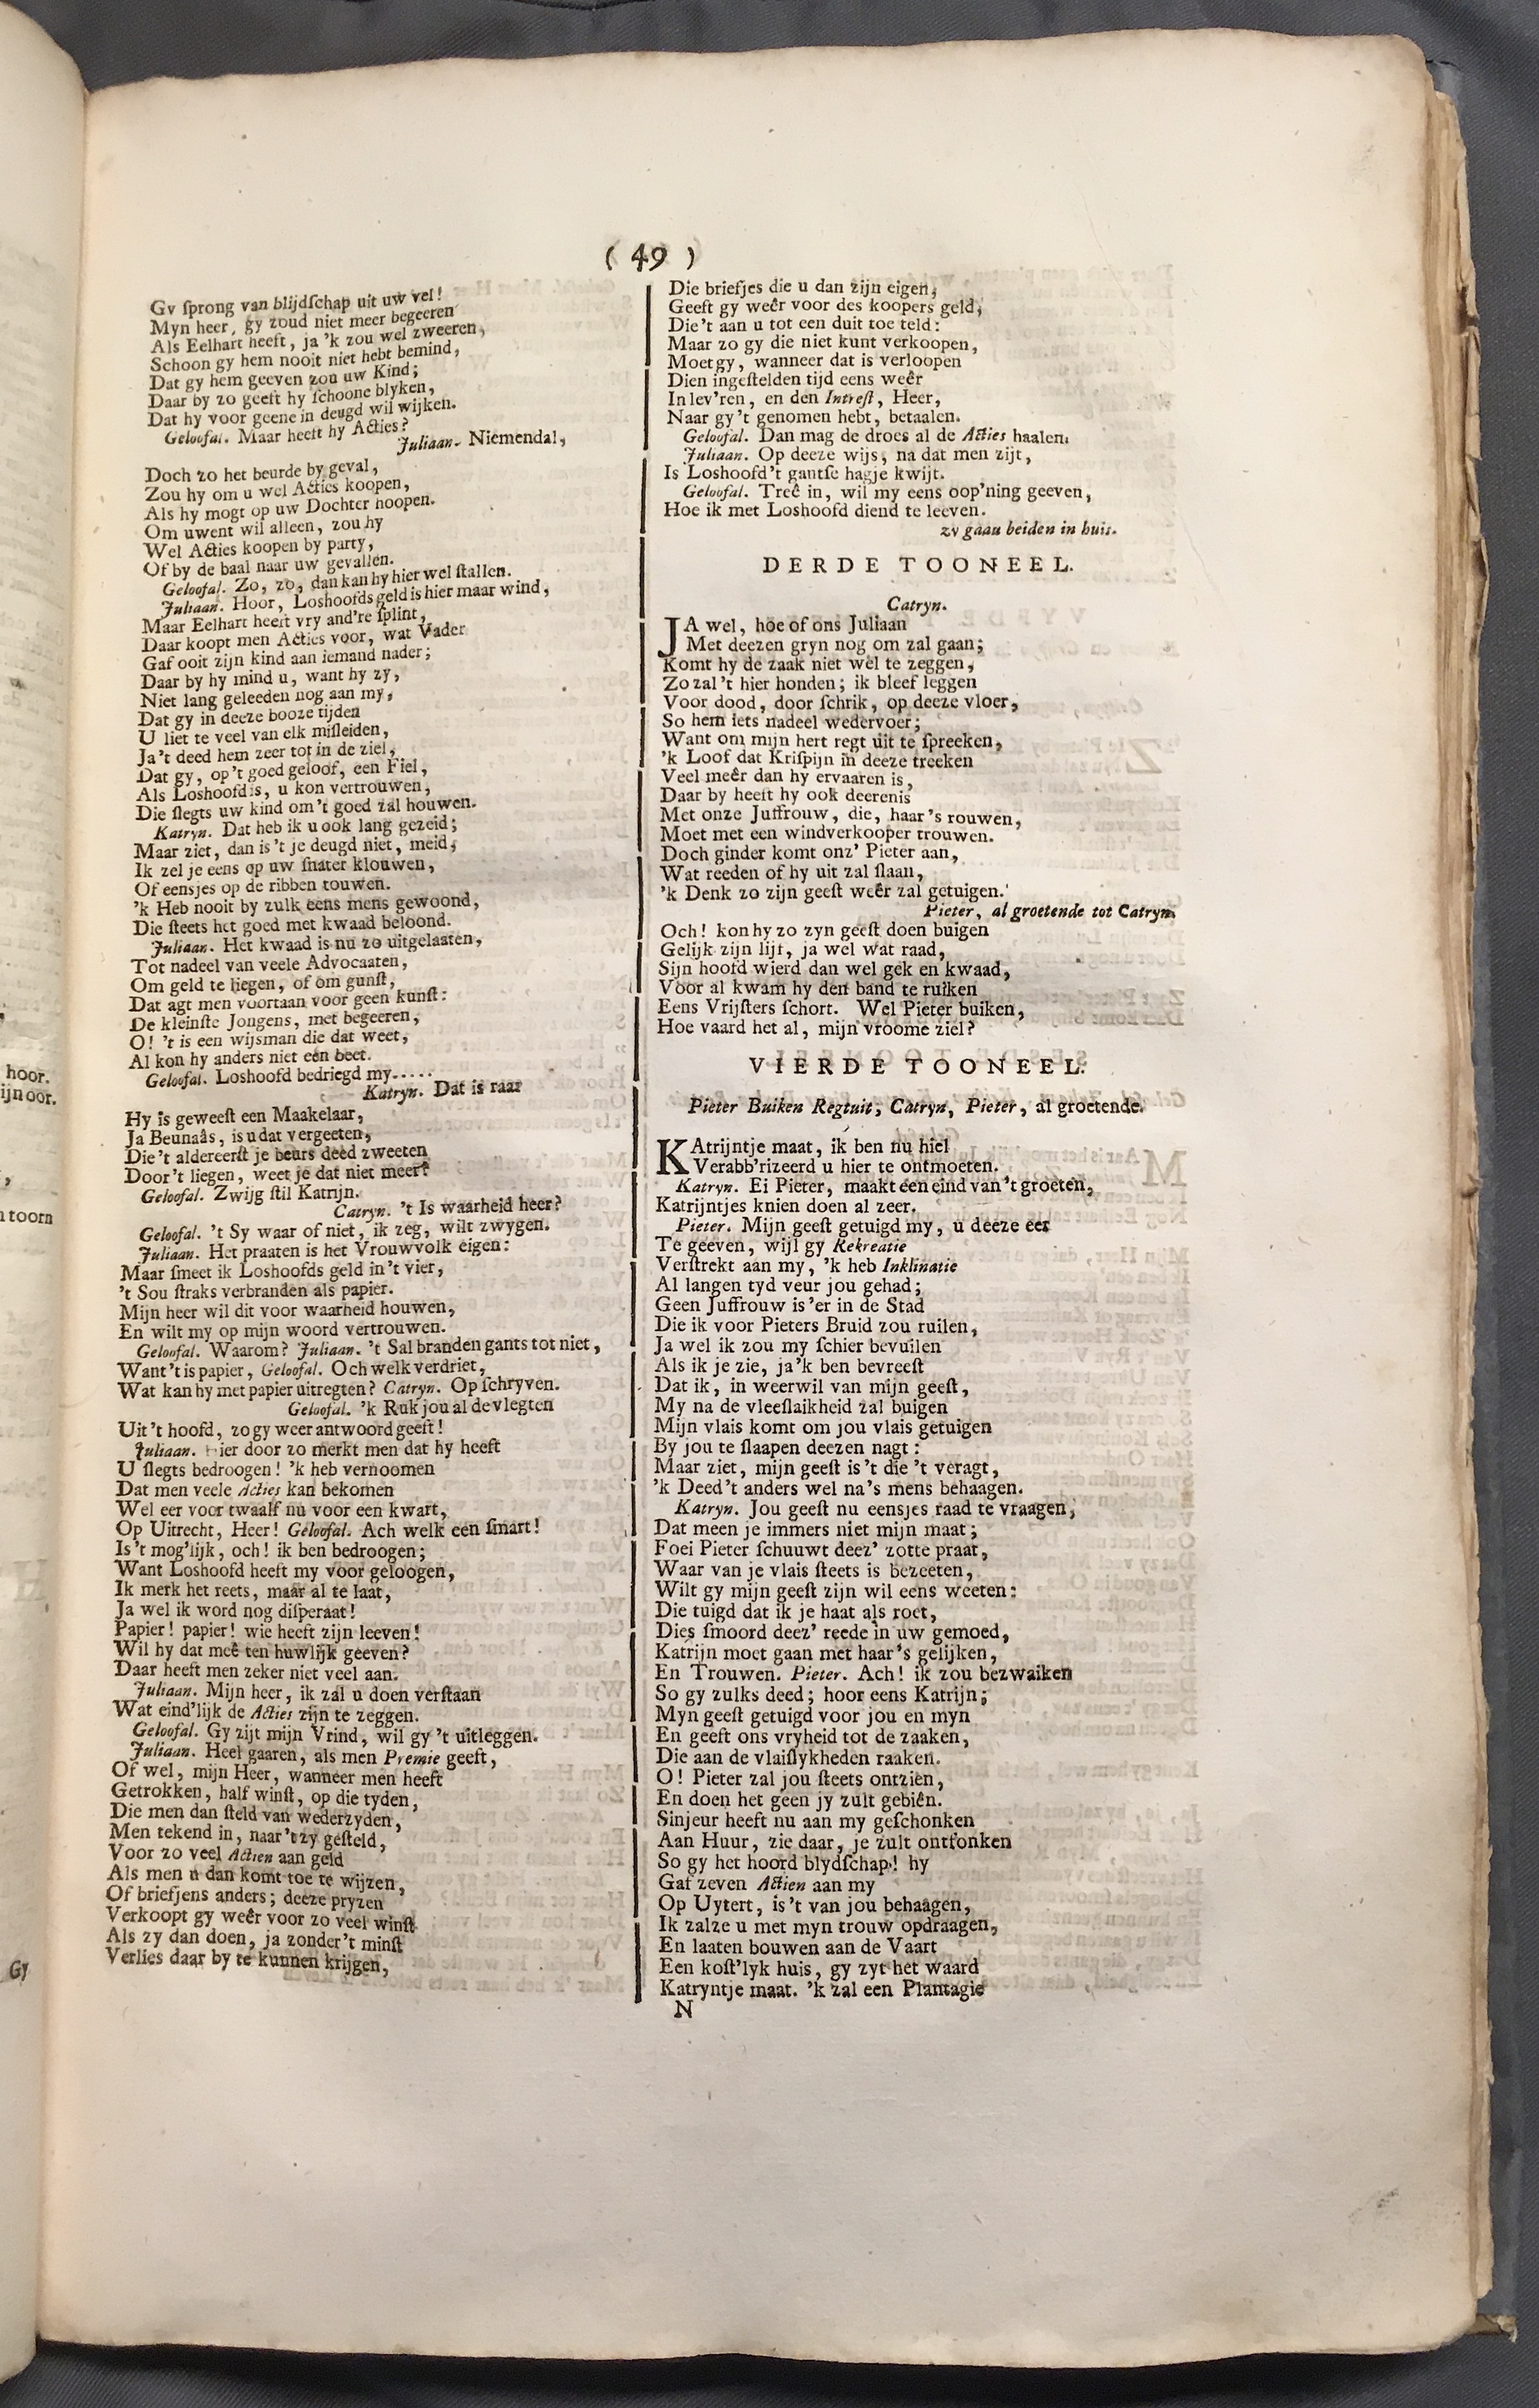 ( 49 )
Gy ſprong van blijdſchap uit uw vel!
Myn heer, gy zoud niet meer begeeren
Als Eelhart heeft, ja 'k zou wel zweeren,
Schoon gy hem nooit niet hebt bemind,
Dat gy hem geeven zou uw Kind;
Daar by zo geeft hy ſchoone blyken,
Dat hy voor geene in deugd wil wijken.
Geloofal. Maar heeft hy Acties?
Juliaan. Niemendal,
Doch zo het beurde by geval,
Zou hy om u wel Acties koopen,
Als hy mogt op uw Dochter hoopen.
Om uwent wil alleen, zou hy
Wel Acties koopen by party,
Of by de baal naar uw gevallen.
Geloofal. Zo, zo, dan kan hy hier wel ſtallen.
Juliaan. Hoor, Loshoofds geld is hier maar wind,
Maar Eelhart heeft vry and're ſplint,
Daar koopt men Acties voor, wat Vader
Gaf ooit zijn kind aan iemand nader;
Daar by hy mind u, want hy zy,
Niet lang geleeden nog aan my,
Dat gy in deeze booze tijden
U liet te veel van elk miſleiden,
Ja 't deed hem zeer tot in de ziel,
Dat gy, op 't goed geloof, een Fiel,
Als Loshoofd is, u kon vertrouwen,
Die ſlegts uw kind om 't goed zal houwen.
Katryn. Dat heb ik u ook lang gezeid;
Maar ziet, dan is 't je deugd niet, meid,
Ik zel je eens op uw ſnater klouwen,
Of eensjes op de ribben touwen.
'k Heb nooit by zulk eens mens gewoond,
Die ſteets het goed met kwaad beloond.
Juliaan. Het kwaad is nu zo uitgelaaten,
Tot nadeel van veele Advocaaten,
Om geld te liegen, of om gunſt,
Dat agt men voortaan voor geen kunſt:
De kleinſte Jongens, met begeeren,
O! 't is een wijsman die dat weet,
Al kon hy anders niet een beet.
Geloofal. Loshoofd bedriegd my.....
Katryn. Dat is raar
Hy is geweeſt een Maakelaar,
Ja Beunaâs, is u dat vergeeten,
Die 't aldereerſt je beurs deed zweeten
Door 't liegen, weet je dat niet meer?
Geloofal. Zwijg ſtil Katrijn.
Catryn. 't Is waarheid heer?
Geloofal. 't Sy waar of niet, ik zeg, wilt zwygen.
Juliaan. Het praaten is het Vrouwvolk eigen:
Maar ſmeet ik Loshoofds geld in 't vier,
't Sou ſtraks verbranden als papier.
Mijn heer wil dit voor waarheid houwen,
En wilt my op mijn woord vertrouwen.
Geloofal. Waarom? Juliaan. 't Sal branden gants tot niet,
Want 't is papier, Geloofal. Och welk verdriet,
Wat kan hy met papier uitregten? Catryn. Op ſchryven.
Geloofal. 'k Ruk jou al de vlegten
Uit 't hoofd, zo gy weer antwoord geeft!
Juliaan. Hier door zo merkt men dat hy heeft
U ſlegts bedroogen! 'k heb vernoomen
Dat men veele Acties kan bekomen
Wel eer voor twaalf nu voor een kwart,
Op Uitrecht, Heer! Geloofal. Ach welk een ſmart!
Is 't mog'lijk, och! ik ben bedroogen;
Want Loshoofd heeft my voor geloogen,
Ik merk het reets, maar al te laat,
Ja wel ik word nog diſperaat!
Papier! papier! wie heeft zijn leeven!
Wil hy dat meê ten huwlijk geeven?
Daar heeft men zeker niet veel aan.
Juliaan. Mijn heer, ik zal u doen verſtaan
Wat eind'lijk de Acties zijn te zeggen.
Geloofal. Gy zijt mijn Vrind, wil gy 't uitleggen.
Juliaan. Heel gaaren, als men Premie geeft,
Of wel, mijn Heer, wanneer men heeft
Getrokken, half winſt, op die tyden,
Die men dan ſteld van wederzyden,
Men tekend in, naar 't zy geſteld,
Voor zo veel Actien aan geld
Als men u dan komt toe te wijzen,
Of briefjens anders; deeze pryzen
Verkoopt gy weêr voor zo veel winſt
Als zy dan doen, ja zonder 't minſt
Verlies daar by te kunnen krijgen,
Die briefjes die u dan zijn eigen,
Geeft gy weêr voor des koopers geld,
Die 't aan u tot een duit toe teld:
Maar zo gy die niet kunt verkoopen,
Moet gy, wanneer dat is verloopen
Dien ingeſtelden tijd eens weêr
In lev'ren, en den Intreſt, Heer,
Naar gy 't genomen hebt, betaalen.
Geloofal. Dan mag de droes al de Acties haalen.
Juliaan. Op deeze wijs, na dat men zijt,
Is Loshoofd 't gantſe hagje kwijt.
Geloofal. Treê in, wil my eens oop'ning geeven,
Hoe ik met Loshoofd diend te leeven.
zy gaan beiden in huis.
DERDE TOONEEL.
Catryn.
JA wel, hoe of ons Juliaan
Met deezen gryn nog om zal gaan;
Komt hy de zaak niet wel te zeggen,
Zo zal 't hier honden; ik bleef leggen
Voor dood, door ſchrik, op deeze vloer,
So hem iets nadeel wedervoer;
Want om mijn hert regt uit te ſpreeken,
'k Loof dat Kriſpijn in deeze treeken
Veel meêr dan hy ervaaren is,
Daar by heeft hy ook deerenis
Met onze Juffrouw, die, haar 's rouwen,
Moet met een windverkooper trouwen.
Doch ginder komt onz' Pieter aan,
Wat reeden of hy uit zal ſlaan,
'k Denk zo zijn geeſt weêr zal getuigen.
Pieter, al groetende tot Catryn.
Och! kon hy zo zyn geeſt doen buigen
Gelijk zijn lijf, ja wel wat raad,
Sijn hoofd wierd dan wel gek en kwaad,
Voor al kwam hy den band te ruiken
Eens Vrijſters ſchort. Wel Pieter buiken,
Hoe vaard het al, mijn vroome ziel?
VIERDE TOONEEL.
Pieter Buiken Regtuit, Catryn, Pieter, al groetende.
KAtrijntje maat, ik ben nu hiel
Verabb'rizeerd u hier te ontmoeten.
Katryn. Ei Pieter, maakt een eind van 't groeten,
Katrijntjes knien doen al zeer.
Pieter. Mijn geeſt getuigd my, u deeze eer
Te geeven, wijl gy Rekreatie
Verſtrekt aan my, 'k heb Inklinatie
Al langen tyd veur jou gehad;
Geen Juffrouw is 'er in de Stad
Die ik voor Pieters Bruid zou ruilen,
Ja wel ik zou my ſchier bevuilen
Als ik je zie, ja 'k ben bevreeſt
Dat ik, in weerwil van mijn geeſt,
My na de vleeſlaikheid zal buigen
Mijn vlais komt om jou vlais getuigen
By jou te ſlaapen deezen nagt:
Maar ziet, mijn geeſt is 't die 't veragt,
'k Deed 't anders wel na's mens behaagen.
Katryn. Jou geeſt nu eensjes raad te vraagen,
Dat meen je immers niet mijn maat;
Foei Pieter ſchuuwt deez' zotte praat,
Waar van je vlais ſteets is bezeeten,
Wilt gy mijn geeſt zijn wil eens weeten:
Die tuigd dat ik je haat als roet,
Dies ſmoord deez' reede in uw gemoed,
Katrijn moet gaan met haar's gelijken,
En Trouwen. Pieter. Ach! ik zou bezwaiken
So gy zulks deed; hoor eens Katrijn;
Myn geeſt getuigd voor jou en myn
En geeft ons vryheid tot de zaaken,
Die aan de vlaiſlykheden raaken.
O! Pieter zal jou ſteets ontzien,
En doen het geen jy zult gebiên.
Sinjeur heeft nu aan my geſchonken
Aan Huur, zie daar, je zult ontfonken
So gy het hoord blydſchap! hy
Gaf zeven Actien aan my
Op Uytert, is 't van jou behaagen,
Ik zalze u met myn trouw opdraagen,
En laaten bouwen aan de Vaart
Een koſt'lyk huis, gy zyt het waard
Katryntje maat. 'k zal een Plantagie
N
hoor.
ijn oor.
toorn
Gy